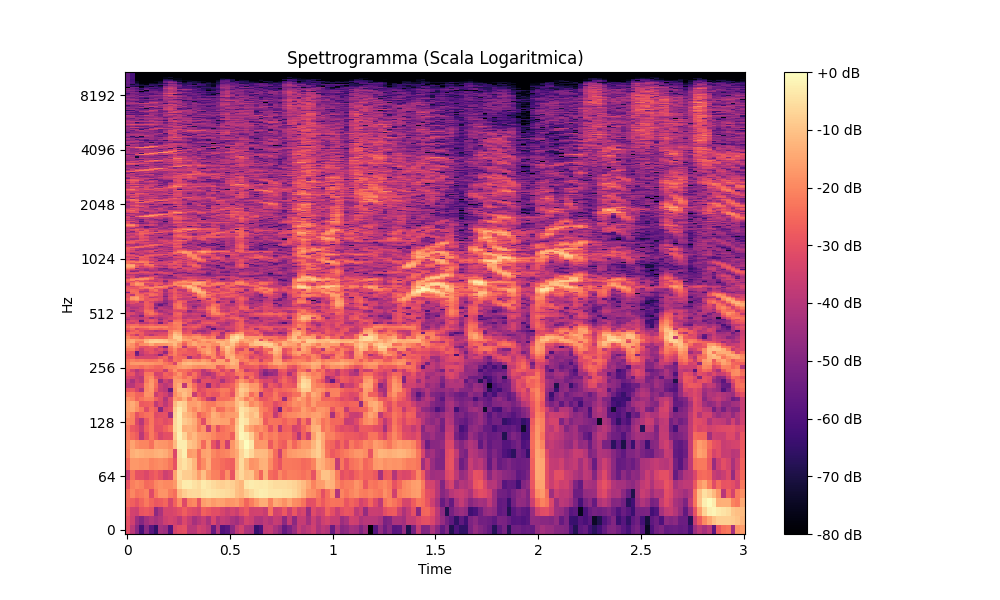 Spettrogramma (Scala Logaritmica)
Hz
8192
4096
2048
1024
512
256
128
64
0
0
0.5
1
1.5
2
2.5
3
Time
+0 dB
-10 dB
-20 dB
-30 dB
-40 dB
-50 dB
-60 dB
-70 dB
-80 dB